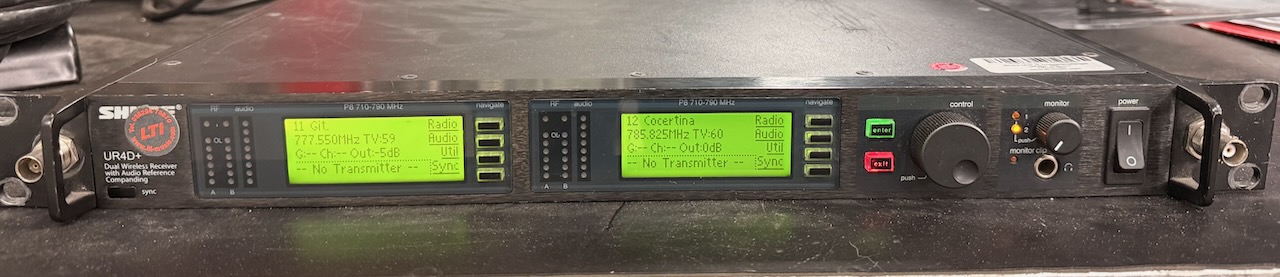 SHURE®
LTI
UR4D+
Dual Wireless Receiver
with Audio Reference
Companding
sync
RF audio
P8 710-790 MHz
navigate
OL
A B
11 Git.
Radio
777.550MHz TV:59
Audio
G:-- Ch:-- Out:-5dB
Util
-- No Transmitter --
Sync
RF audio
P8 710-790 MHz
navigate
OL
A B
12 Cocertina
Radio
785.825MHz TV:60
Audio
G:-- Ch:-- Out:0dB
Util
-- No Transmitter --
Sync
enter
exit
control
push
1
2
monitor
push
monitor clip
power